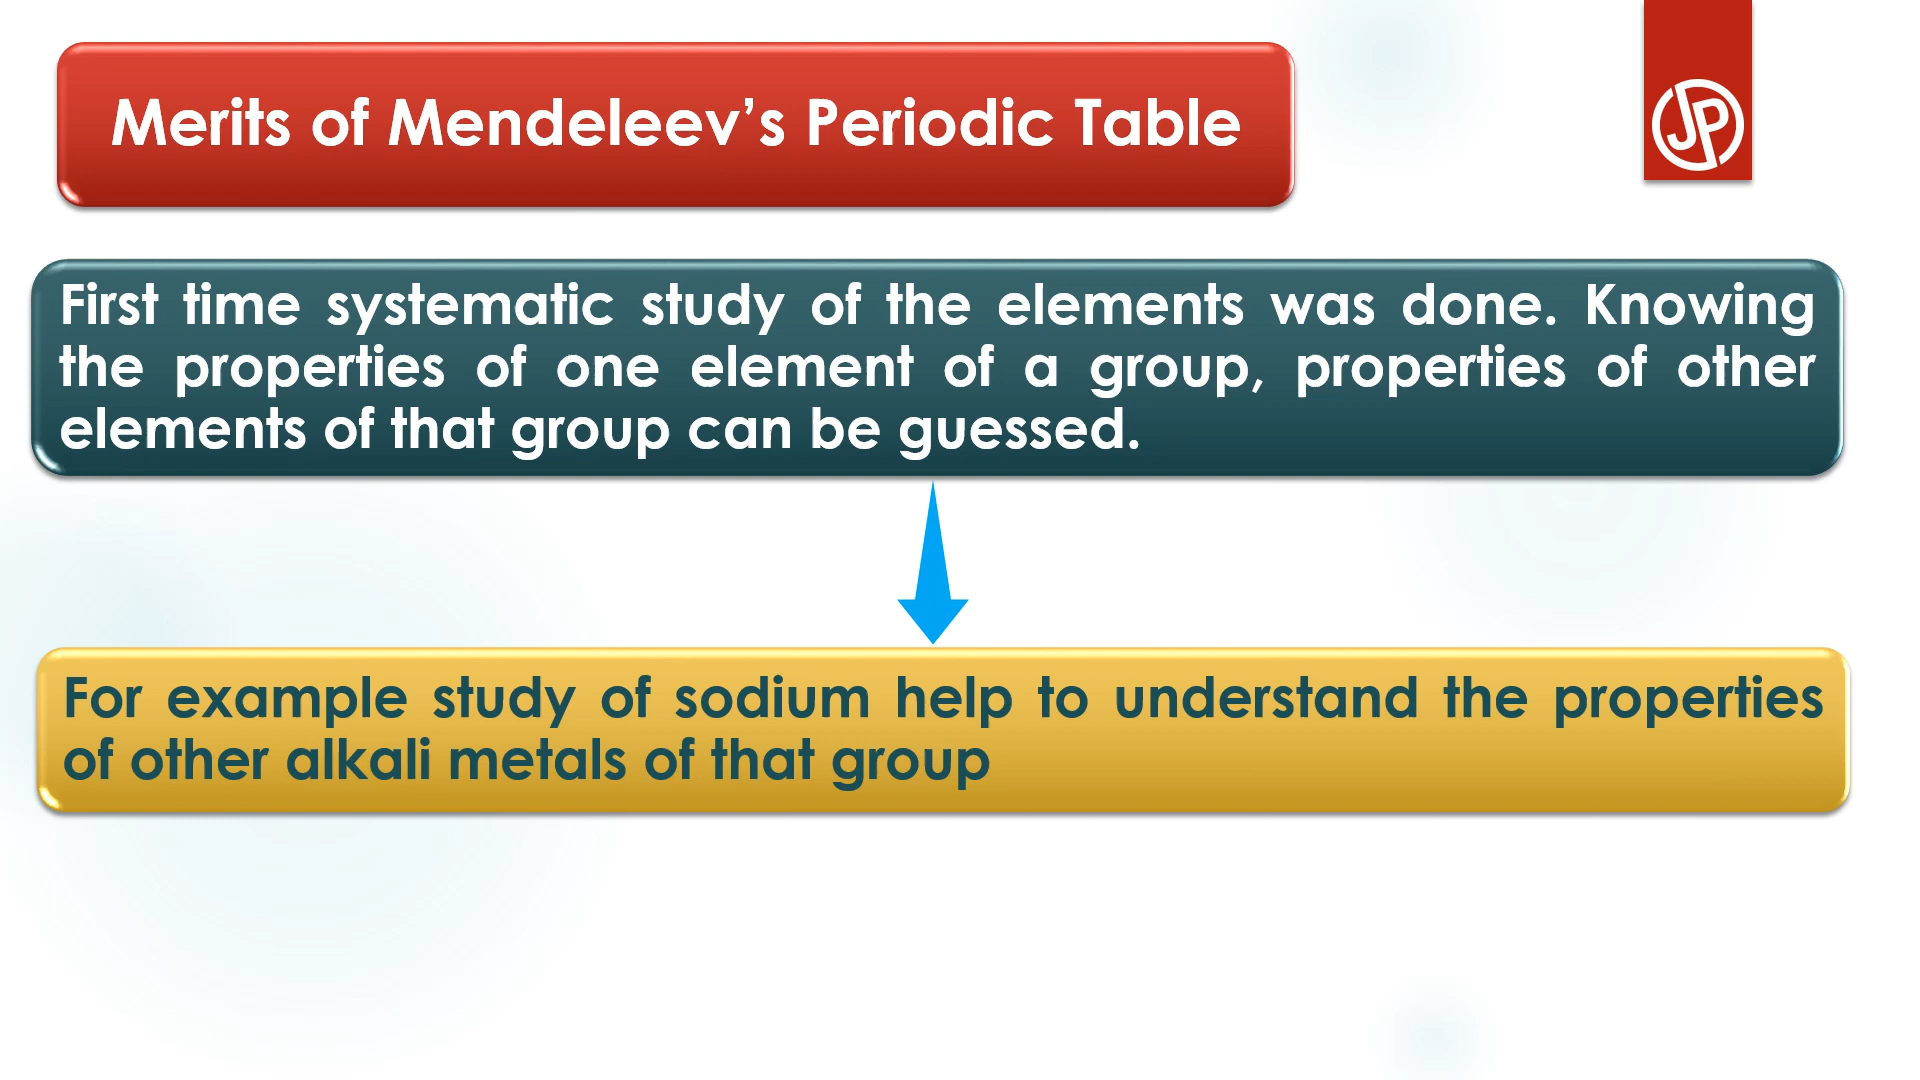 Merits of Mendeleev’s Periodic Table
JP
First time systematic study of the elements was done. Knowing
the properties of one element of a group, properties of other
elements of that group can be guessed.
For example study of sodium help to understand the properties
of other alkali metals of that group